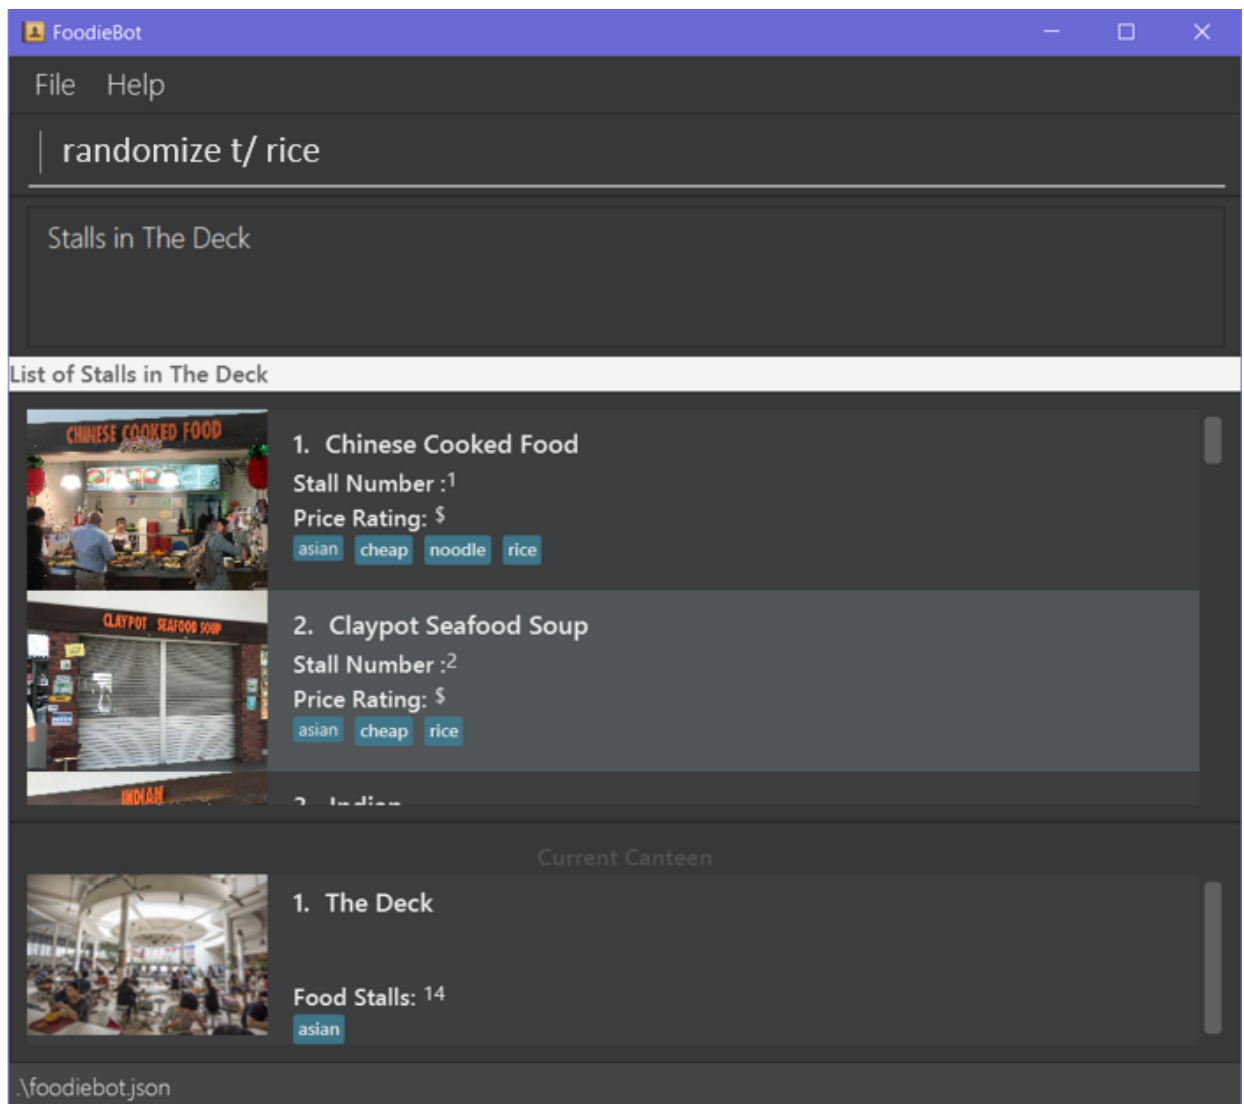 FoodieBot
File Help
randomize t/ rice
Stalls in The Deck
List of Stalls in The Deck
CHINESE COOKED FOOD
1. Chinese Cooked Food
Stall Number :1
Price Rating: $
asian cheap noodle rice
CLAYPOT SEAFOOD SOUP
2. Claypot Seafood Soup
Stall Number :2
Price Rating: $
asian cheap rice
INDIAN
3. Indian
Current Canteen
1. The Deck
Food Stalls: 14
asian
.\foodiebot.json